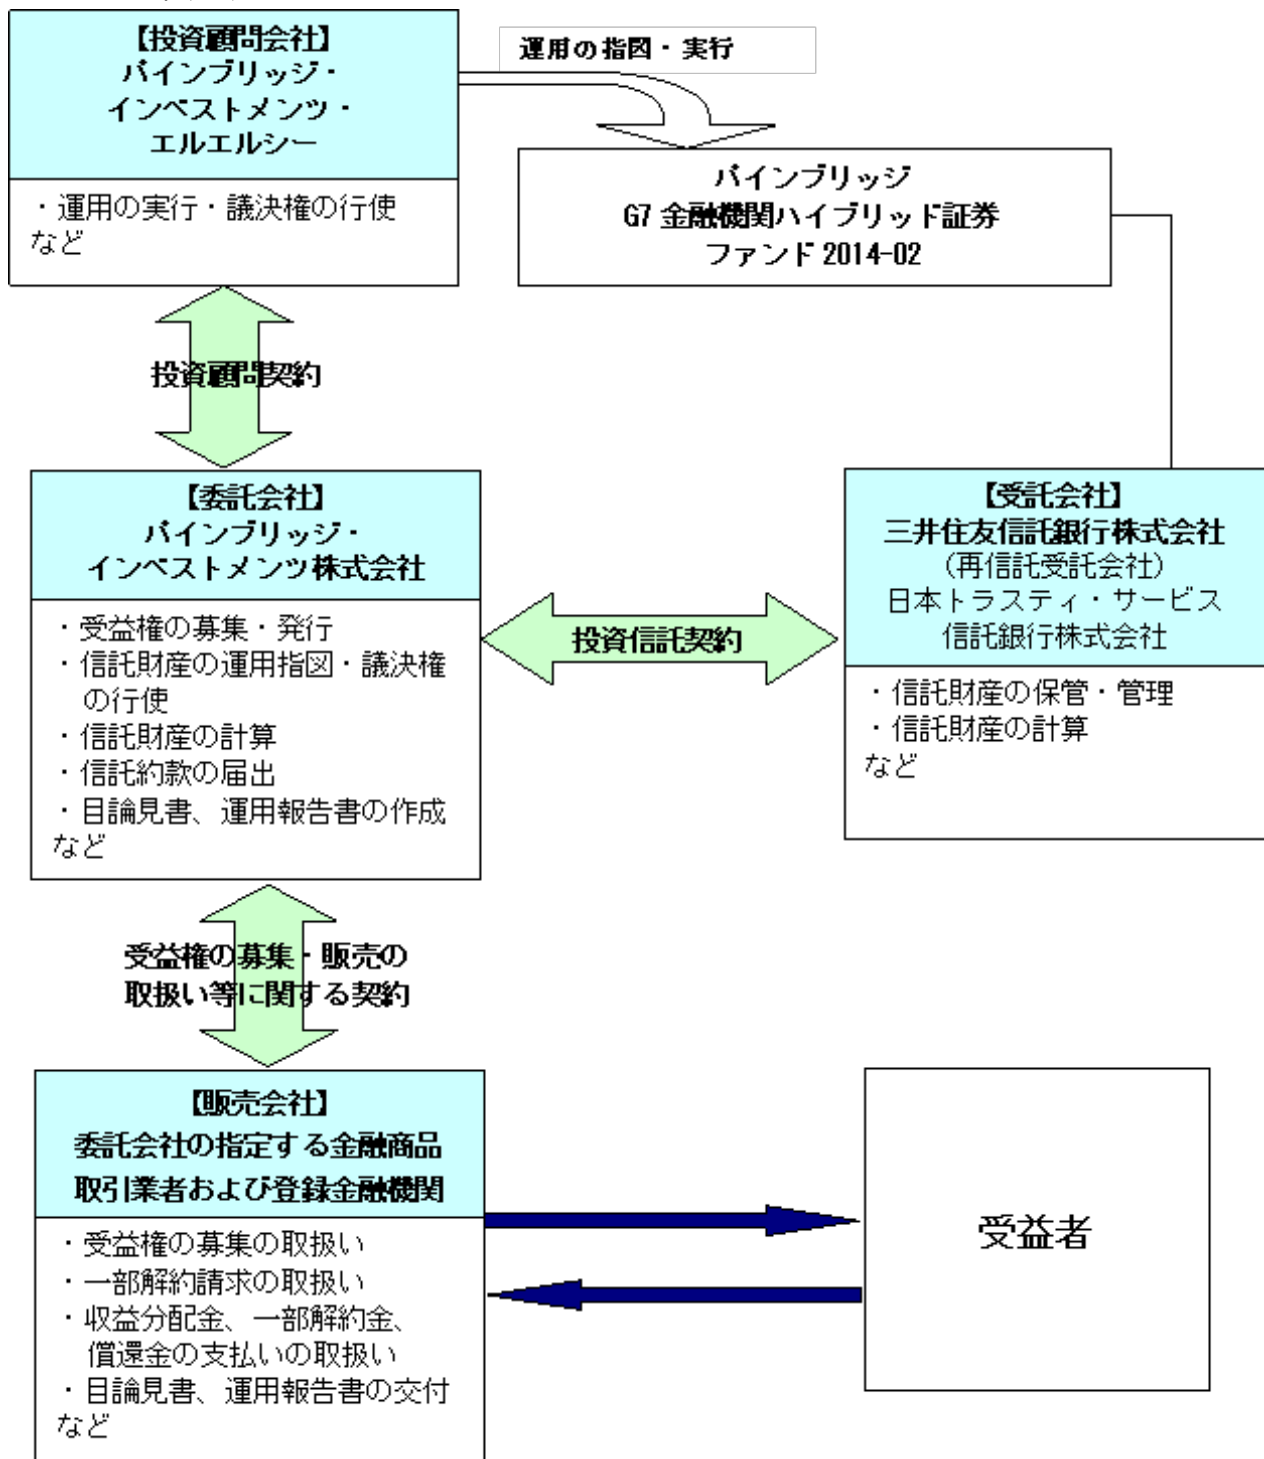 【投資顧問会社】
パインブリッジ・
インベストメンツ・
エルエルシー
・運用の実行・議決権の行使
など
運用の指図・実行
パインブリッジ
G7 金融機関ハイブリッド証券
ファンド 2014-02
投資顧問契約
【委託会社】
パインブリッジ・
インベストメンツ株式会社
・受益権の募集・発行
・信託財産の運用指図・議決権
の行使
・信託財産の計算
・信託約款の届出
・目論見書、運用報告書の作成
など
投資信託契約
【受託会社】
三井住友信託銀行株式会社
（再信託受託会社）
日本トラスティ・サービス
信託銀行株式会社
・信託財産の保管・管理
・信託財産の計算
など
受益権の募集・販売の
取扱い等に関する契約
【販売会社】
委託会社の指定する金融商品
取引業者および登録金融機関
・受益権の募集の取扱い
・一部解約請求の取扱い
・収益分配金、一部解約金、
償還金の支払いの取扱い
・目論見書、運用報告書の交付
など
受益者